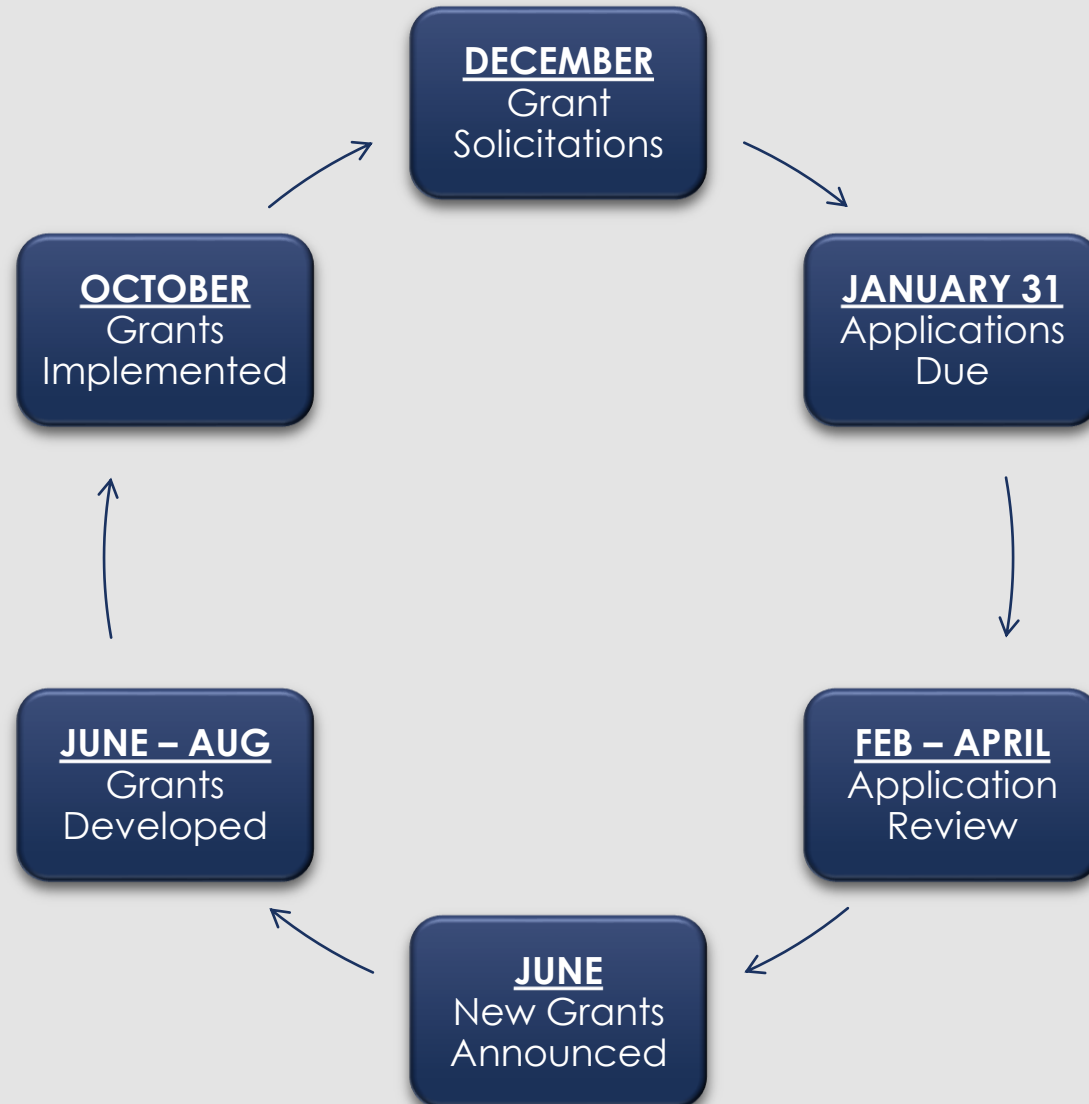 DECEMBER
Grant
Solicitations
JANUARY 31
Applications
Due
FEB – APRIL
Application
Review
JUNE
New Grants
Announced
JUNE – AUG
Grants
Developed
OCTOBER
Grants
Implemented